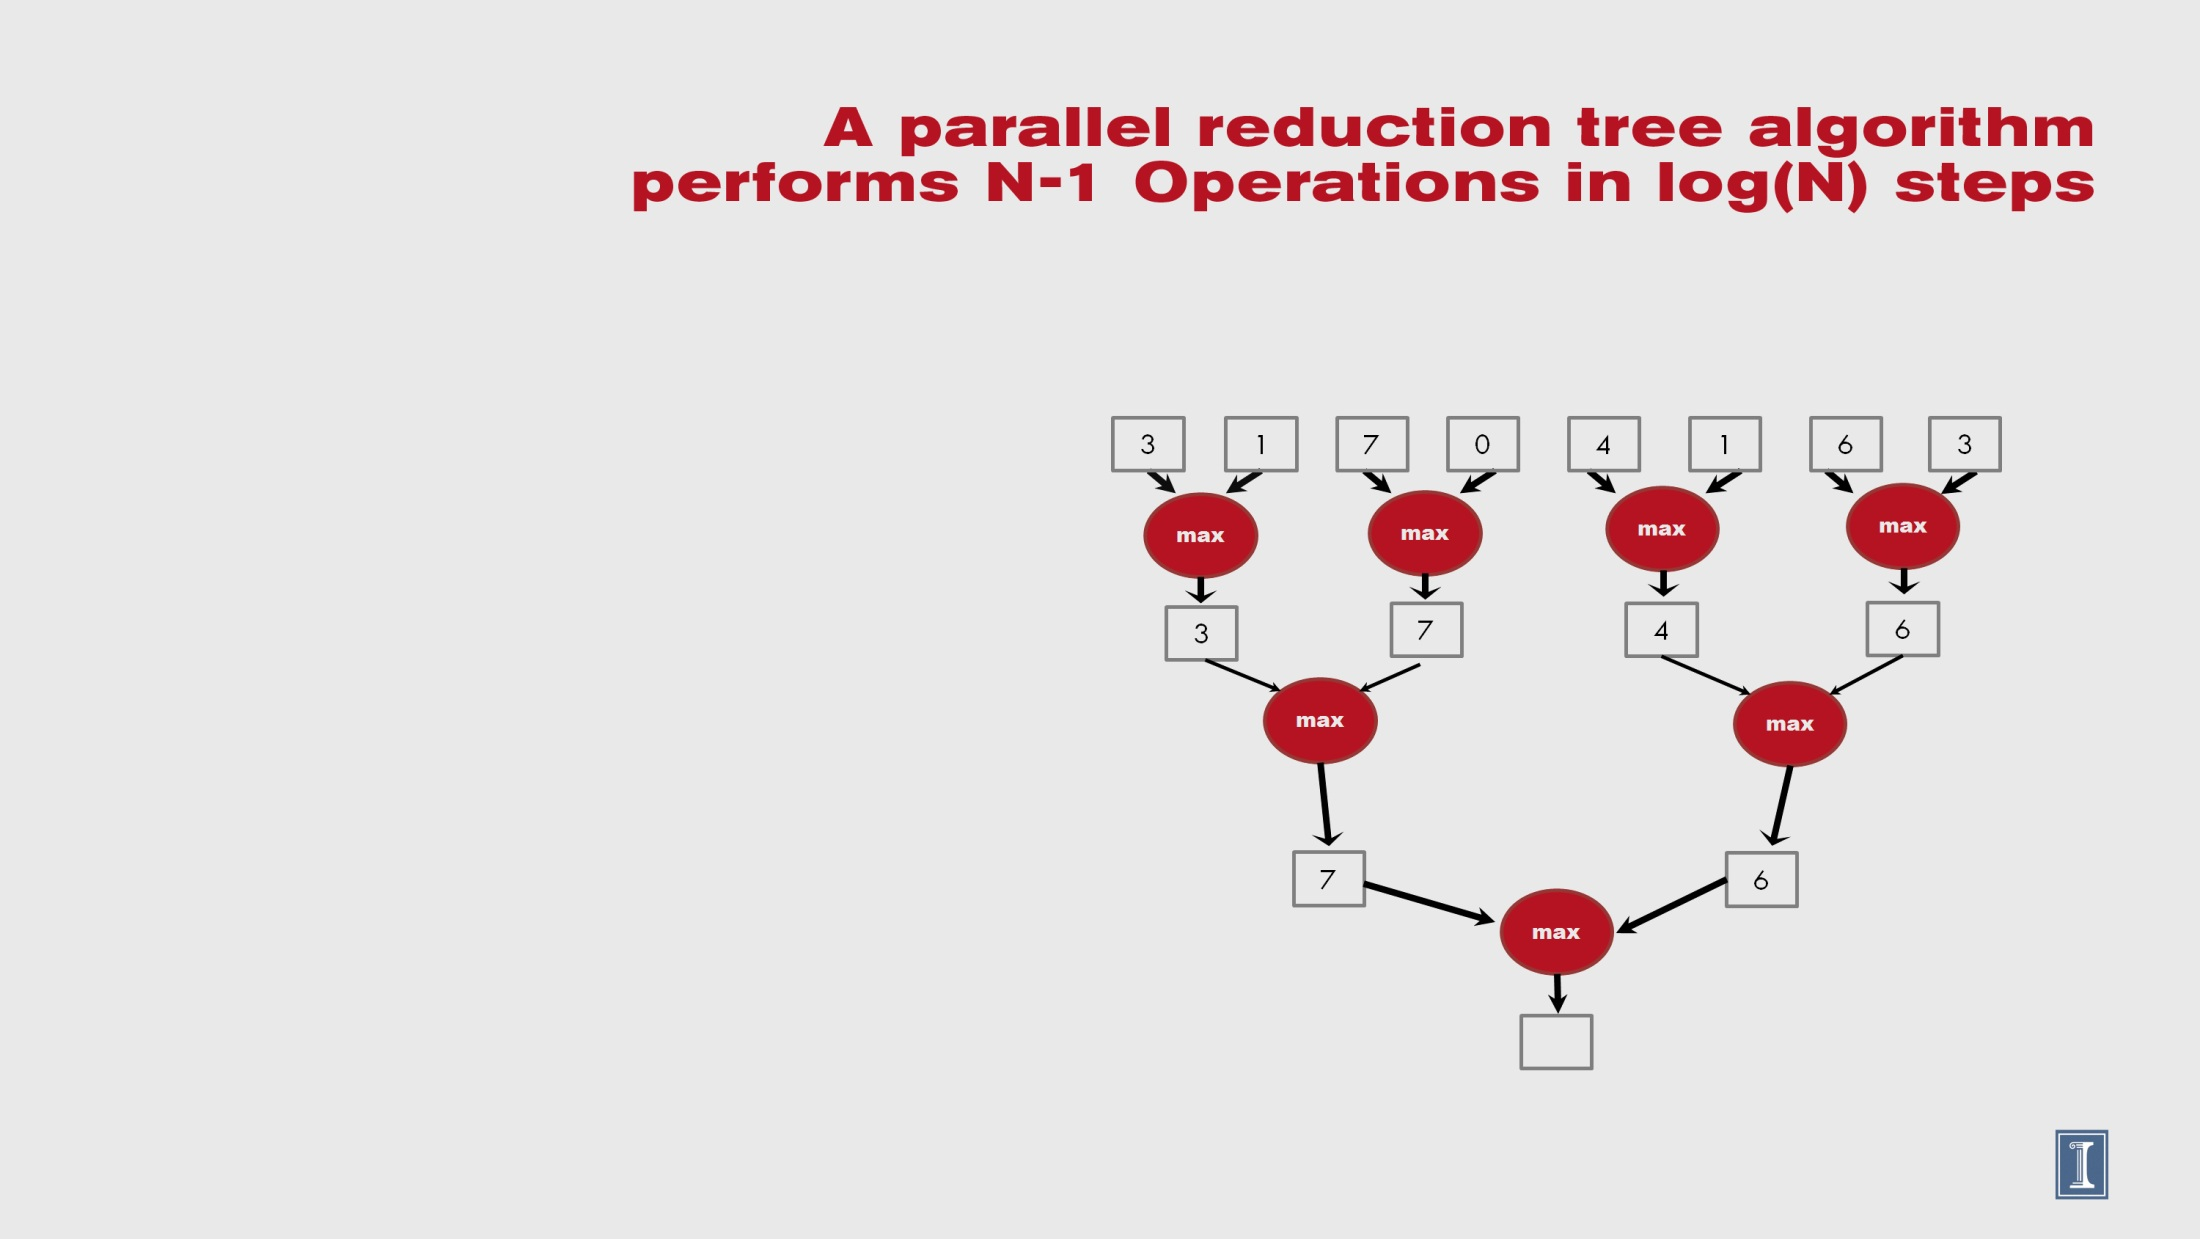 A parallel reduction tree algorithm
performs N-1 Operations in log(N) steps
3 1 7 0 4 1 6 3
max max max max
3 7 4 6
max max
7 6
max
I